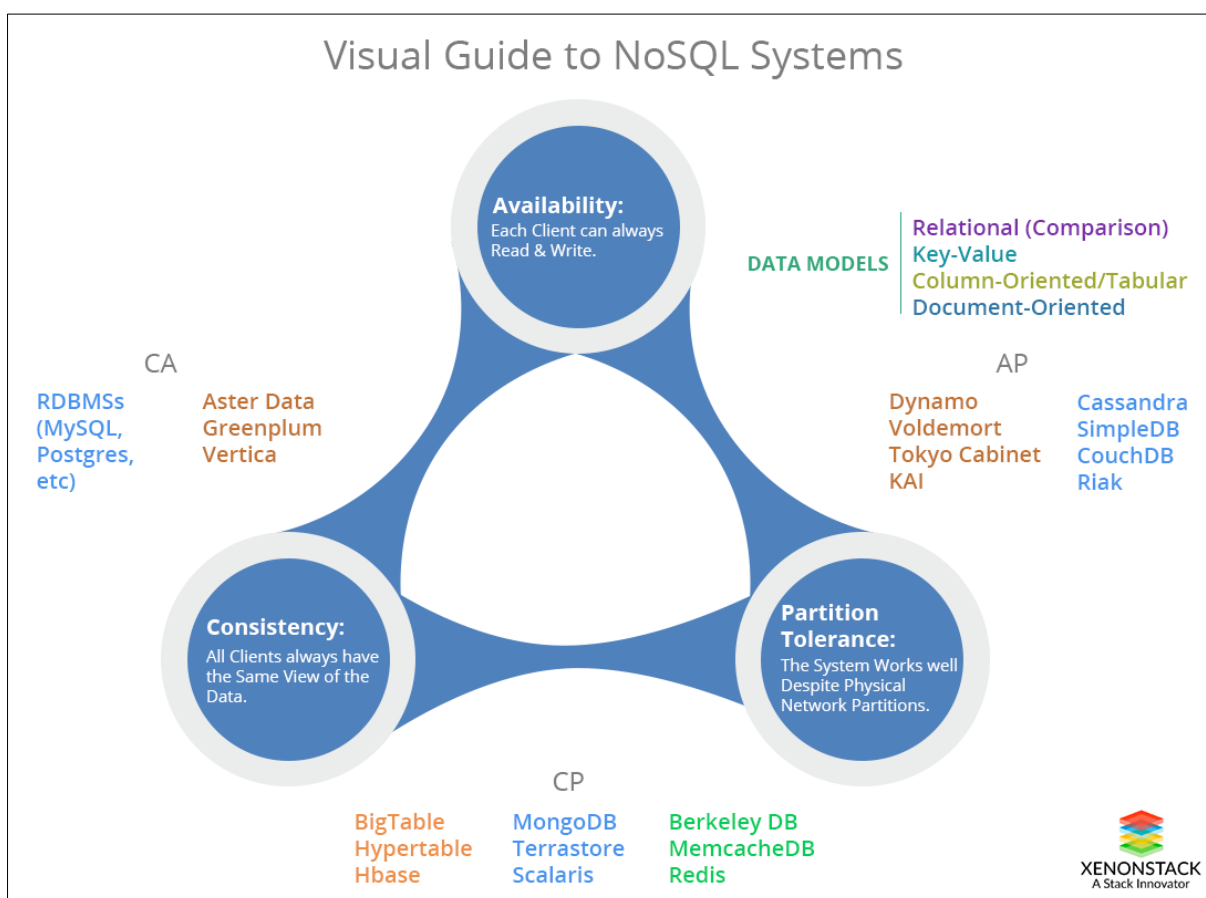 Visual Guide to NoSQL Systems
Availability:
Each Client can always
Read & Write.
DATA MODELS
Relational (Comparison)
Key-Value
Column-Oriented/Tabular
Document-Oriented
CA
RDBMSs
(MySQL,
Postgres,
etc)
Aster Data
Greenplum
Vertica
AP
Dynamo
Voldemort
Tokyo Cabinet
KAI
Cassandra
SimpleDB
CouchDB
Riak
Consistency:
All Clients always have
the Same View of the
Data.
Partition
Tolerance:
The System Works well
Despite Physical
Network Partitions.
CP
BigTable
Hypertable
Hbase
MongoDB
Terrastore
Scalaris
Berkeley DB
MemcacheDB
Redis
XENONSTACK
A Stack Innovator